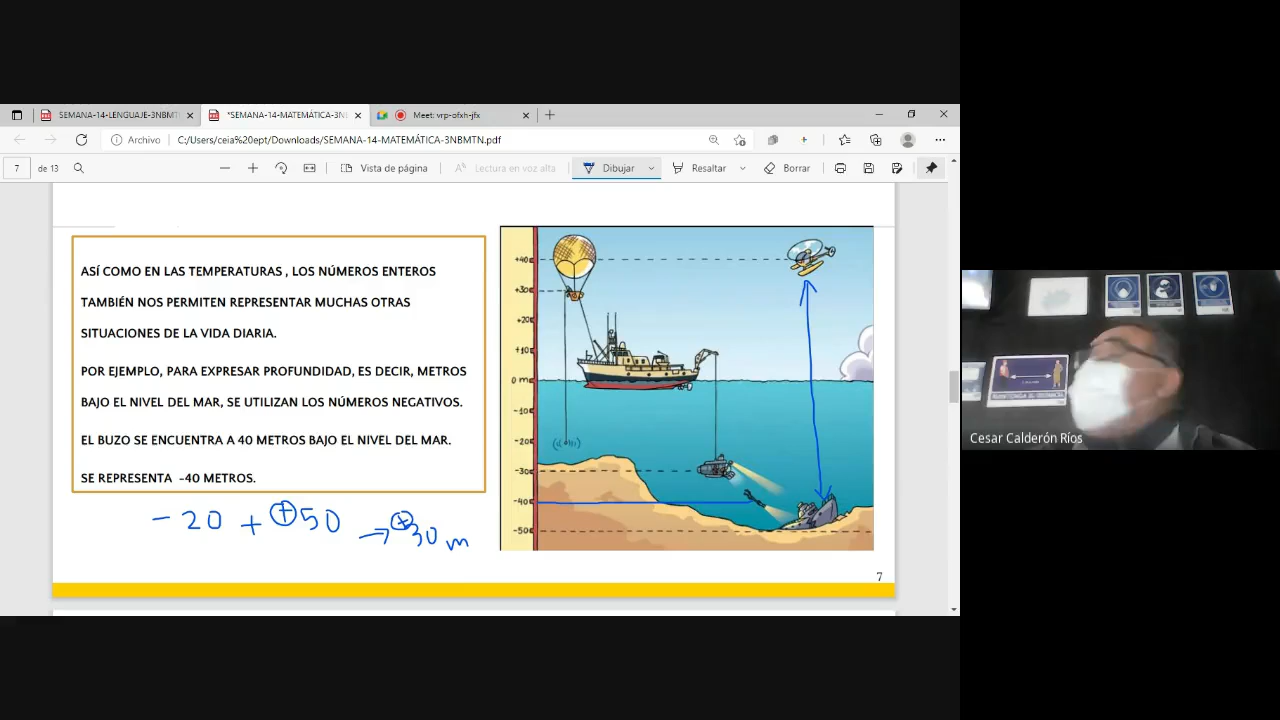 SEMANA-14-LENGUAJE-3NBMTN
*SEMANA-14-MATEMÁTICA-3N
Meet: vrp-ofxh-jfx
Archivo
C:/Users/ceia%20ept/Downloads/SEMANA-14-MATEMÁTICA-3NBMTN.pdf
7 de 13
Vista de página
Lectura en voz alta
Dibujar
Resaltar
Borrar
ASÍ COMO EN LAS TEMPERATURAS , LOS NÚMEROS ENTEROS
TAMBIÉN NOS PERMITEN REPRESENTAR MUCHAS OTRAS
SITUACIONES DE LA VIDA DIARIA.
POR EJEMPLO, PARA EXPRESAR PROFUNDIDAD, ES DECIR, METROS
BAJO EL NIVEL DEL MAR, SE UTILIZAN LOS NÚMEROS NEGATIVOS.
EL BUZO SE ENCUENTRA A 40 METROS BAJO EL NIVEL DEL MAR.
SE REPRESENTA -40 METROS.
-20 + +50 → +30 m
+40
+30
+20
+10
0 m
-10
-20
-30
-40
-50
7
Cesar Calderón Ríos